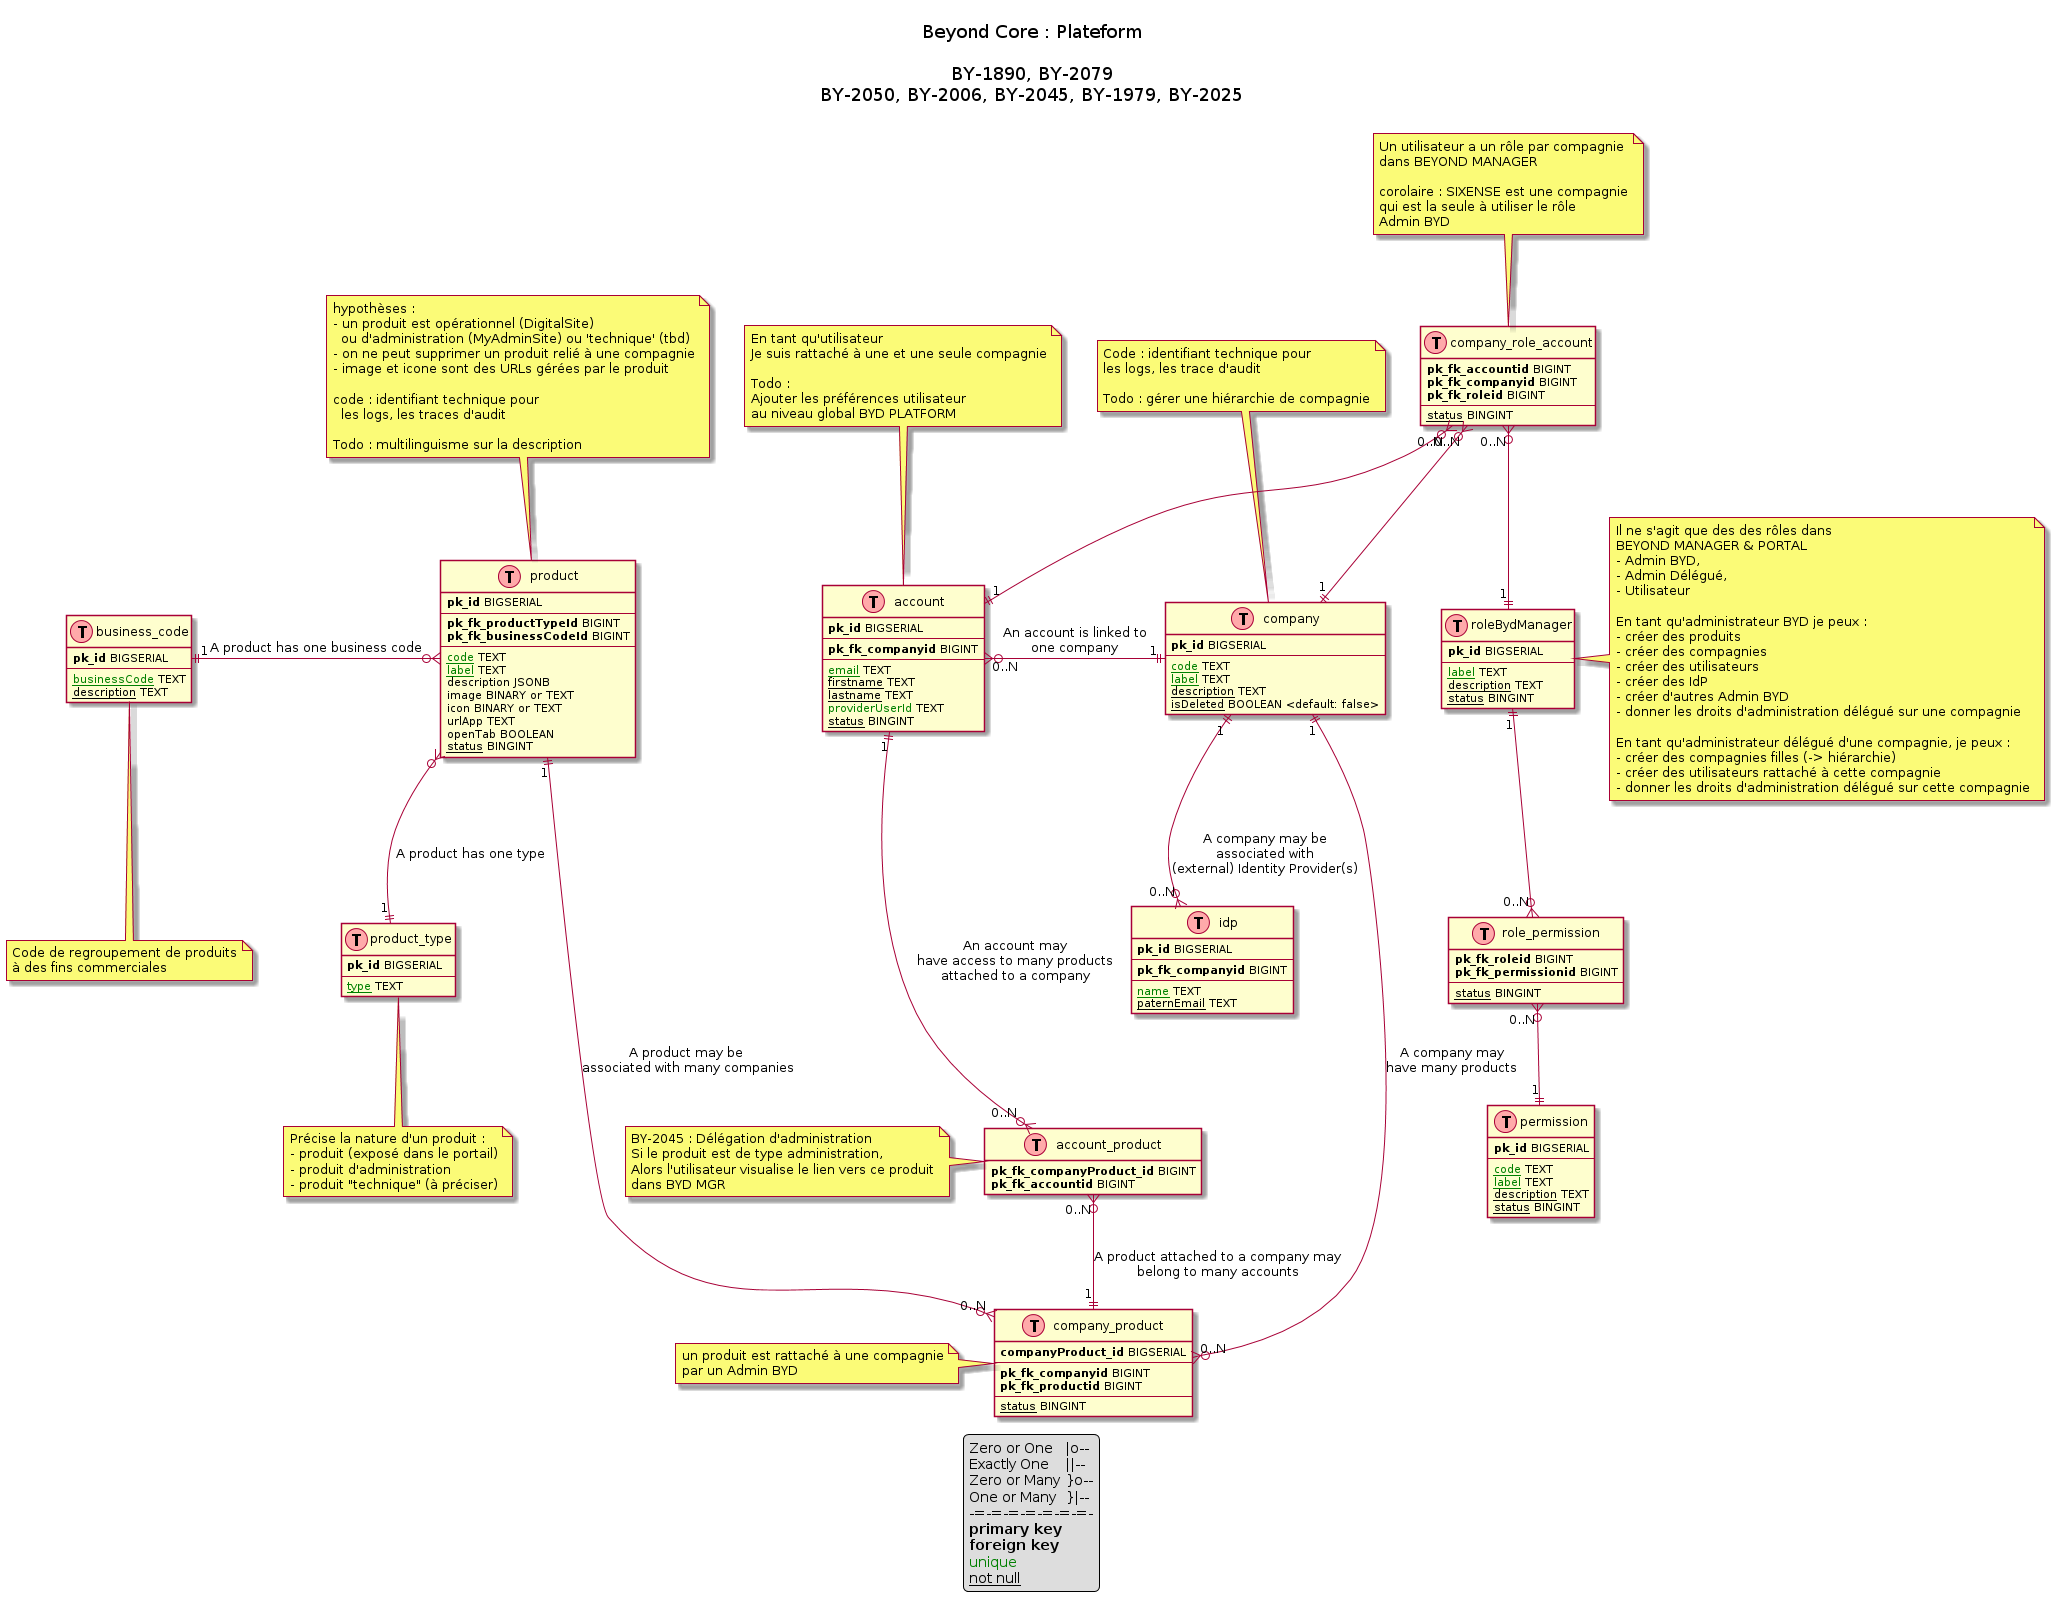 Beyond Core : Plateform
BY-1890, BY-2079
BY-2050, BY-2006, BY-2045, BY-1979, BY-2025
Un utilisateur a un rôle par compagnie
dans BEYOND MANAGER
corolaire : SIXENSE est une compagnie
qui est la seule à utiliser le rôle
Admin BYD
hypothèses :
- un produit est opérationnel (DigitalSite)
ou d'administration (MyAdminSite) ou 'technique' (tbd)
- on ne peut supprimer un produit relié à une compagnie
- image et icone sont des URLs gérées par le produit
code : identifiant technique pour
les logs, les traces d'audit
Todo : multilinguisme sur la description
En tant qu'utilisateur
Je suis rattaché à une et une seule compagnie
Todo :
Ajouter les préférences utilisateur
au niveau global BYD PLATFORM
Code : identifiant technique pour
les logs, les trace d'audit
Todo : gérer une hiérarchie de compagnie
T company_role_account
pk_fk_accountid BIGINT
pk_fk_companyid BIGINT
pk_fk_roleid BIGINT
status BINGINT
0..N
0..N
0..N
Il ne s'agit que des des rôles dans
BEYOND MANAGER & PORTAL
- Admin BYD,
- Admin Délégué,
- Utilisateur
En tant qu'administrateur BYD je peux :
- créer des produits
- créer des compagnies
- créer des utilisateurs
- créer des IdP
- créer d'autres Admin BYD
- donner les droits d'administration délégué sur une compagnie
En tant qu'administrateur délégué d'une compagnie, je peux :
- créer des compagnies filles (-> hiérarchie)
- créer des utilisateurs rattaché à cette compagnie
- donner les droits d'administration délégué sur cette compagnie
T business_code
pk_id BIGSERIAL
businessCode TEXT
description TEXT
1
A product has one business code
T product
pk_id BIGSERIAL
pk_fk_productTypeId BIGINT
pk_fk_businessCodeId BIGINT
code TEXT
label TEXT
description JSONB
image BINARY or TEXT
icon BINARY or TEXT
urlApp TEXT
openTab BOOLEAN
status BINGINT
1
T account
pk_id BIGSERIAL
pk_fk_companyid BIGINT
email TEXT
firstname TEXT
lastname TEXT
providerUserId TEXT
status BINGINT
1
1
An account is linked to
one company
0..N
1
T company
pk_id BIGSERIAL
code TEXT
label TEXT
description TEXT
isDeleted BOOLEAN <default: false>
1
1
1
T roleBydManager
pk_id BIGSERIAL
label TEXT
description TEXT
status BINGINT
1
1
A product has one type
1
A company may be
associated with
(external) Identity Provider(s)
0..N
0..N
Code de regroupement de produits
à des fins commerciales
T product_type
pk_id BIGSERIAL
type TEXT
An account may
have access to many products
attached to a company
T idp
pk_id BIGSERIAL
pk_fk_companyid BIGINT
name TEXT
paternEmail TEXT
T role_permission
pk_fk_roleid BIGINT
pk_fk_permissionid BIGINT
status BINGINT
0..N
A product may be
associated with many companies
A company may
have many products
1
0..N
Précise la nature d'un produit :
- produit (exposé dans le portail)
- produit d'administration
- produit "technique" (à préciser)
BY-2045 : Délégation d'administration
Si le produit est de type administration,
Alors l'utilisateur visualise le lien vers ce produit
dans BYD MGR
T account_product
pk_fk_companyProduct_id BIGINT
pk_fk_accountid BIGINT
0..N
T permission
pk_id BIGSERIAL
code TEXT
label TEXT
description TEXT
status BINGINT
A product attached to a company may
belong to many accounts
0..N
1
0..N
un produit est rattaché à une compagnie
par un Admin BYD
T company_product
companyProduct_id BIGSERIAL
pk_fk_companyid BIGINT
pk_fk_productid BIGINT
status BINGINT
Zero or One |o--
Exactly One ||--
Zero or Many }o--
One or Many }|--
-=-=-=-=-=-=-=-
primary key
foreign key
unique
not null